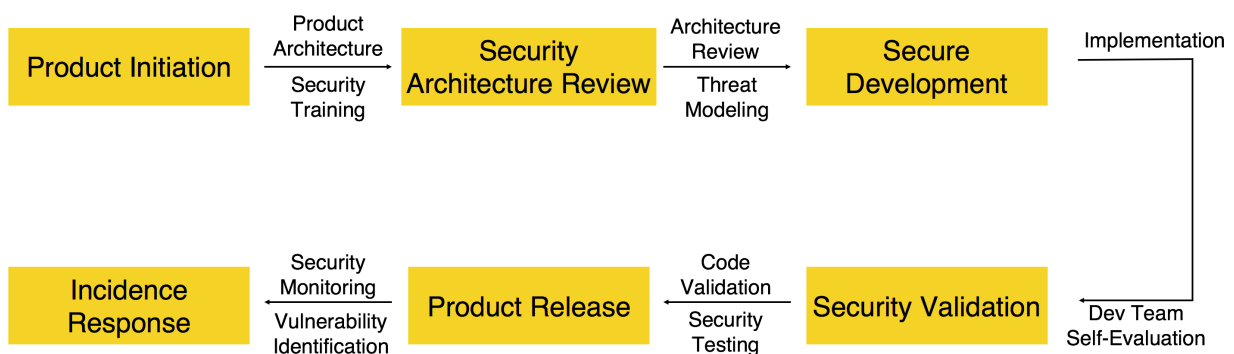 Product Initiation
Product
Architecture
Security
Training
Security
Architecture Review
Architecture
Review
Threat
Modeling
Secure
Development
Implementation
Dev Team
Self-Evaluation
Security Validation
Code
Validation
Security
Testing
Product Release
Security
Monitoring
Vulnerability
Identification
Incidence
Response